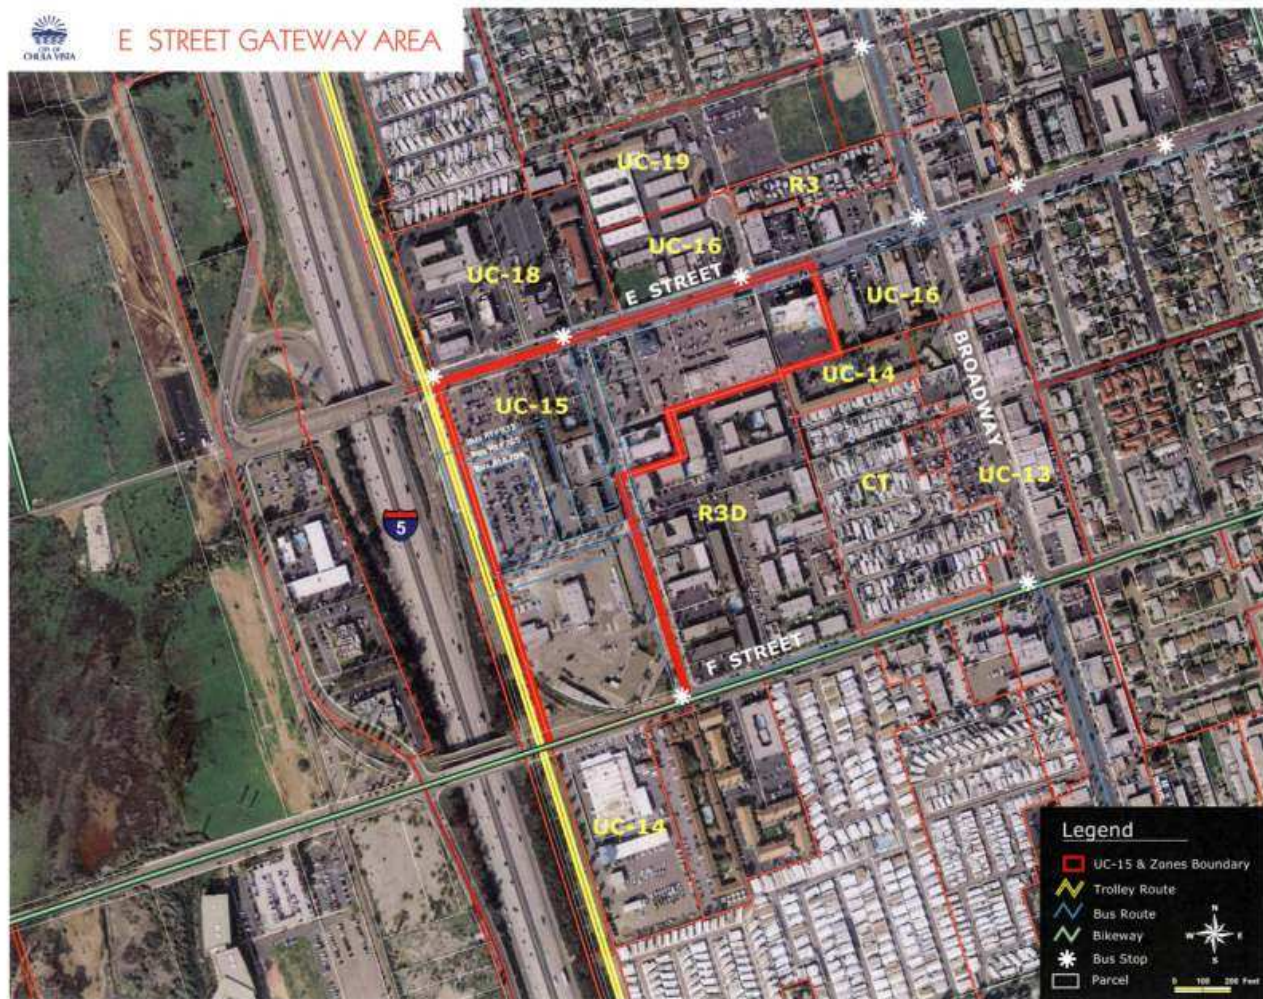 CITY OF
CHULA VISTA
E STREET GATEWAY AREA
UC-19
R3
UC-16
UC-18
E STREET
UC-16
BROADWAY
UC-14
UC-15
UC-13
CT
R3D
5
F STREET
UC-14
Legend
UC-15 & Zones Boundary
Trolley Route
Bus Route
Bikeway
Bus Stop
Parcel
N
W E
S
0 100 200 Feet